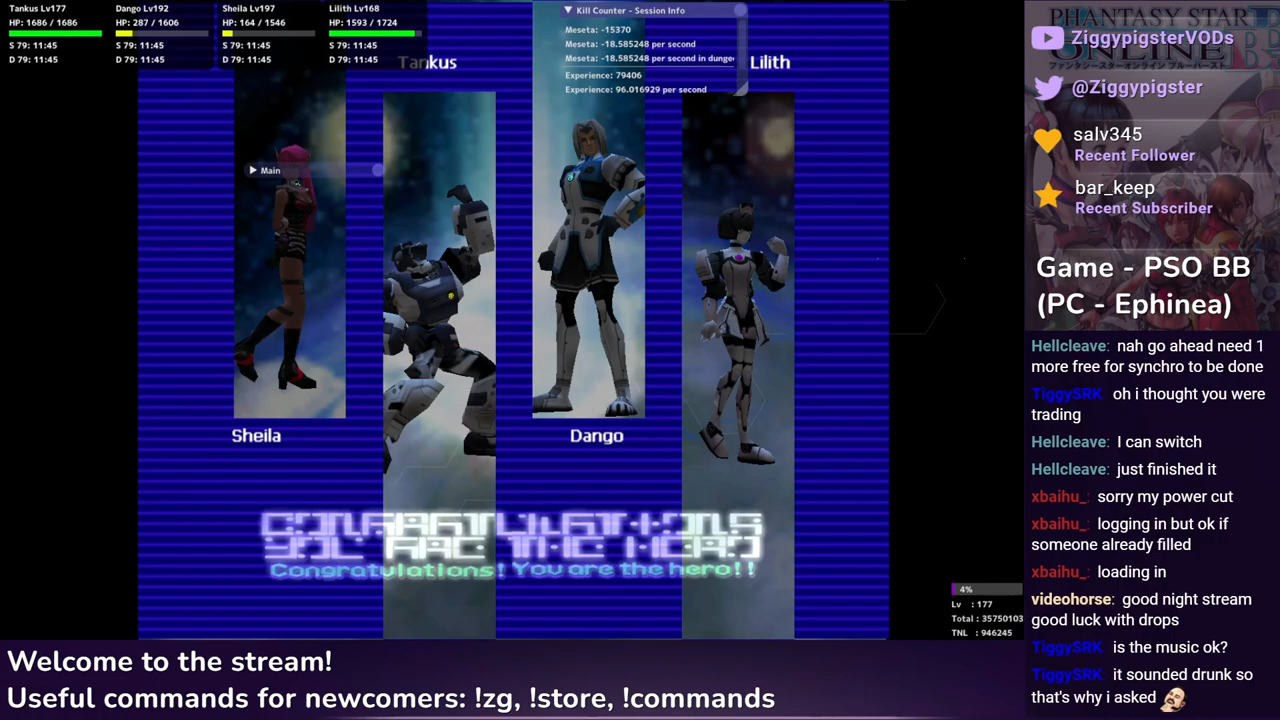 Tankus Lv177
HP: 1686 / 1686
S 79: 11:45
D 79: 11:45
Dango Lv192
HP: 287 / 1606
S 79: 11:45
D 79: 11:45
Sheila Lv197
HP: 164 / 1546
S 79: 11:45
D 79: 11:45
Lilith Lv168
HP: 1593 / 1724
S 79: 11:45
D 79: 11:45
Kill Counter - Session Info
Meseta: -15370
Meseta: -18.585248 per second
Meseta: -18.585248 per second in dunge
Experience: 79406
Experience: 96.016929 per second
Tankus
Lilith
Main
Sheila
Dango
CONGRATULATIONS
YOU ARE THE HERO
Congratulations! You are the hero!!
4%
Lv : 177
Total : 35750103
TNL : 946245
Welcome to the stream!
Useful commands for newcomers: !zg, !store, !commands
PHANTASY STAR
ONLINE
ZiggypigsterVODs
@Ziggypigster
salv345
Recent Follower
bar_keep
Recent Subscriber
Game - PSO BB
(PC - Ephinea)
Hellcleave: nah go ahead need 1
more free for synchro to be done
TiggySRK: oh i thought you were
trading
Hellcleave: I can switch
Hellcleave: just finished it
xbaihu_: sorry my power cut
xbaihu_: logging in but ok if
someone already filled
xbaihu_: loading in
videohorse: good night stream
good luck with drops
TiggySRK: is the music ok?
TiggySRK: it sounded drunk so
that's why i asked